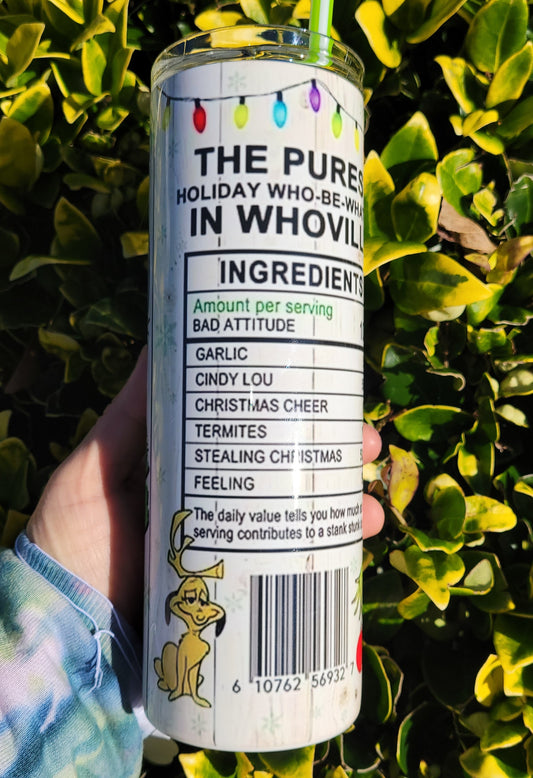 THE PURES
HOLIDAY WHO-BE-WHA
IN WHOVILL
INGREDIENTS
Amount per serving
BAD ATTITUDE
GARLIC
CINDY LOU
CHRISTMAS CHEER
TERMITES
STEALING CHRISTMAS
FEELING
The daily value tells you how much
serving contributes to a stank stunk
6 10762 56932 7